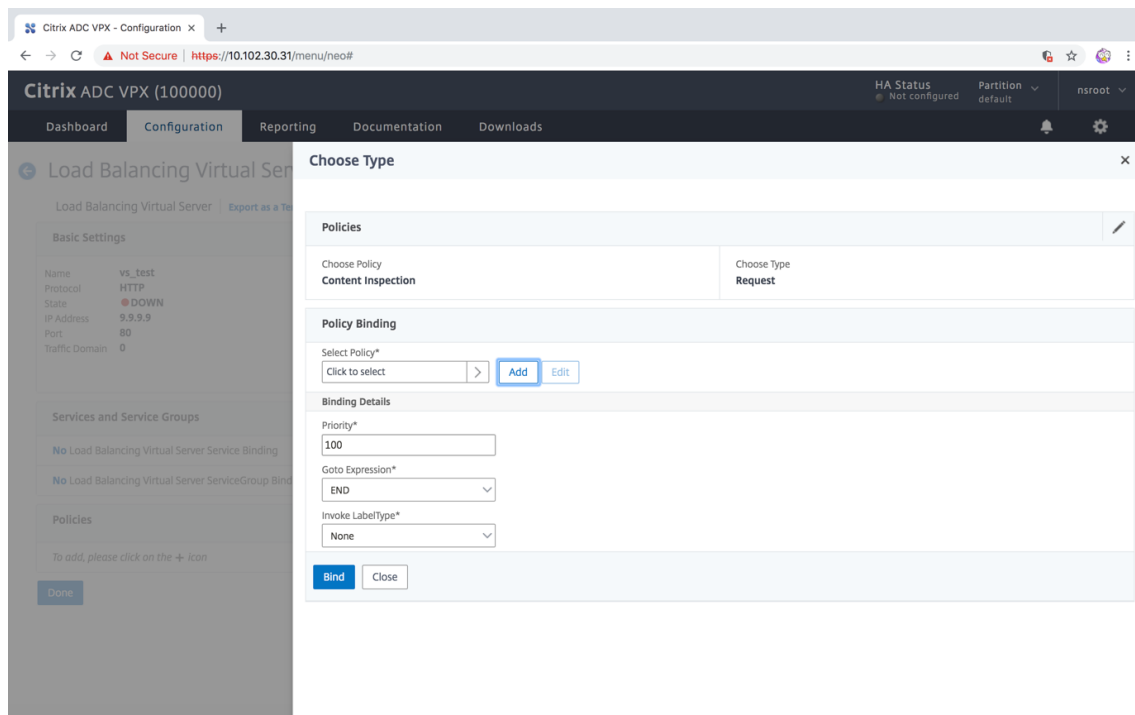 Citrix ADC VPX - Configuration × +
Not Secure | https://10.102.30.31/menu/neo#
Citrix ADC VPX (100000)
HA Status
Not configured
Partition
default
nsroot
Dashboard Configuration Reporting Documentation Downloads
Load Balancing Virtual Ser
Load Balancing Virtual Server | Export as a Te
Basic Settings
Name vs_test
Protocol HTTP
State DOWN
IP Address 9.9.9.9
Port 80
Traffic Domain 0
Services and Service Groups
No Load Balancing Virtual Server Service Binding
No Load Balancing Virtual Server ServiceGroup Bind
Policies
To add, please click on the + icon
Done
Choose Type ×
Policies
Choose Policy
Content Inspection
Choose Type
Request
Policy Binding
Select Policy*
Click to select > Add Edit
Binding Details
Priority*
100
Goto Expression*
END
Invoke LabelType*
None
Bind Close